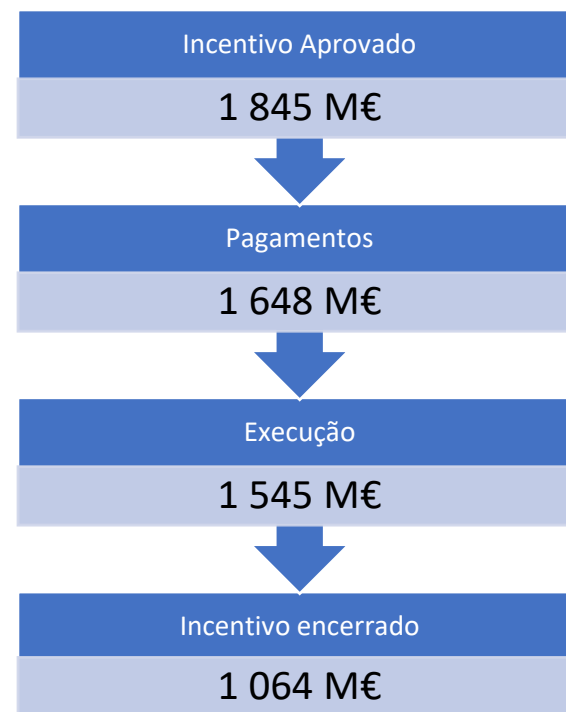 Incentivo Aprovado
1 845 M€
Pagamentos
1 648 M€
Execução
1 545 M€
Incentivo encerrado
1 064 M€